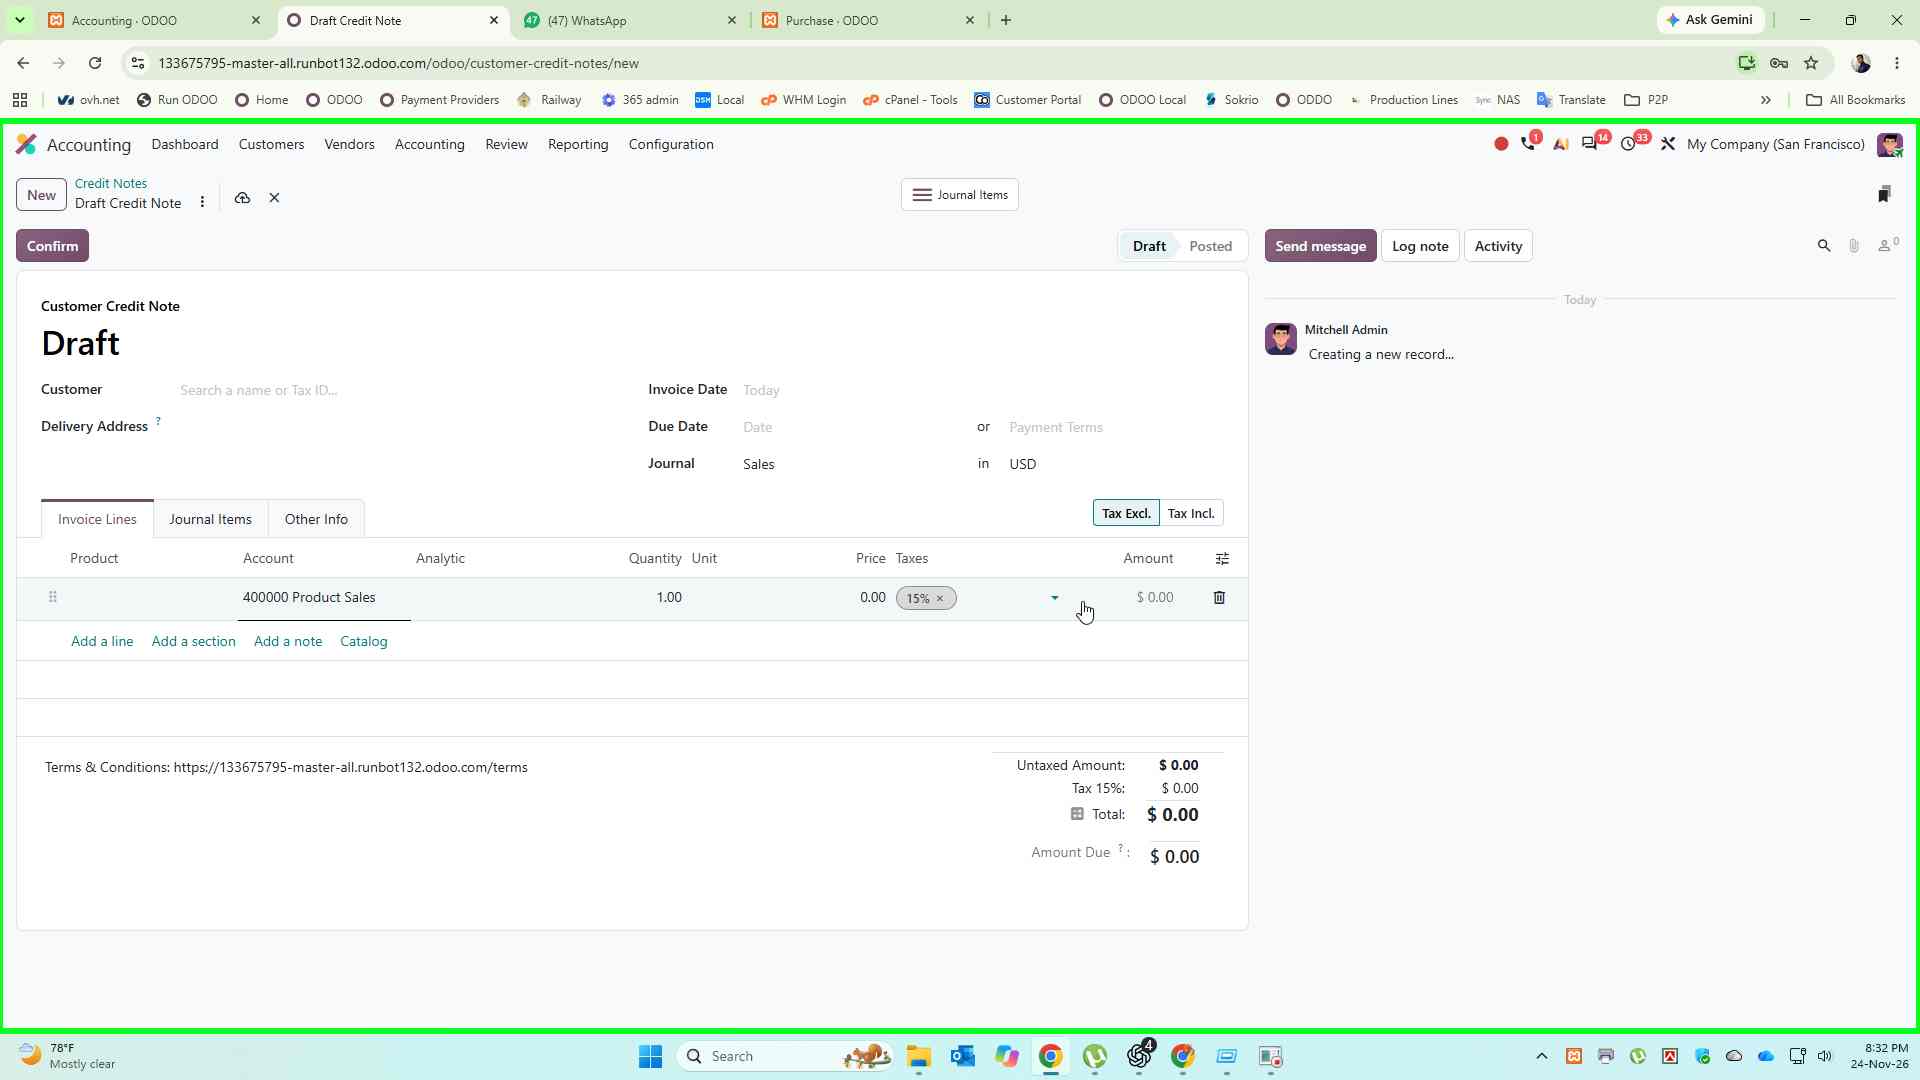 Accounting · ODOO
Draft Credit Note
(47) WhatsApp
Purchase · ODOO
Ask Gemini
133675795-master-all.runbot132.odoo.com/odoo/customer-credit-notes/new
ovh.net Run ODOO Home ODOO Payment Providers Railway 365 admin DSM Local WHM Login cPanel - Tools Customer Portal ODOO Local Sokrio ODDO Production Lines Sync NAS Translate P2P » All Bookmarks
Accounting Dashboard Customers Vendors Accounting Review Reporting Configuration 1 14 33 My Company (San Francisco)
New
Credit Notes
Draft Credit Note
Journal Items
Confirm
Draft Posted
Send message Log note Activity 0
Customer Credit Note
Draft
Customer Search a name or Tax ID...
Delivery Address ?
Invoice Date Today
Due Date Date or Payment Terms
Journal Sales in USD
Today
Mitchell Admin
Creating a new record...
Invoice Lines Journal Items Other Info
Tax Excl. Tax Incl.
Product Account Analytic Quantity Unit Price Taxes Amount
400000 Product Sales 1.00 0.00 15% × $ 0.00
Add a line Add a section Add a note Catalog
Terms & Conditions: https://133675795-master-all.runbot132.odoo.com/terms
Untaxed Amount: $ 0.00
Tax 15%: $ 0.00
Total: $ 0.00
Amount Due ? : $ 0.00
78°F
Mostly clear
Search
4
8:32 PM
24-Nov-26